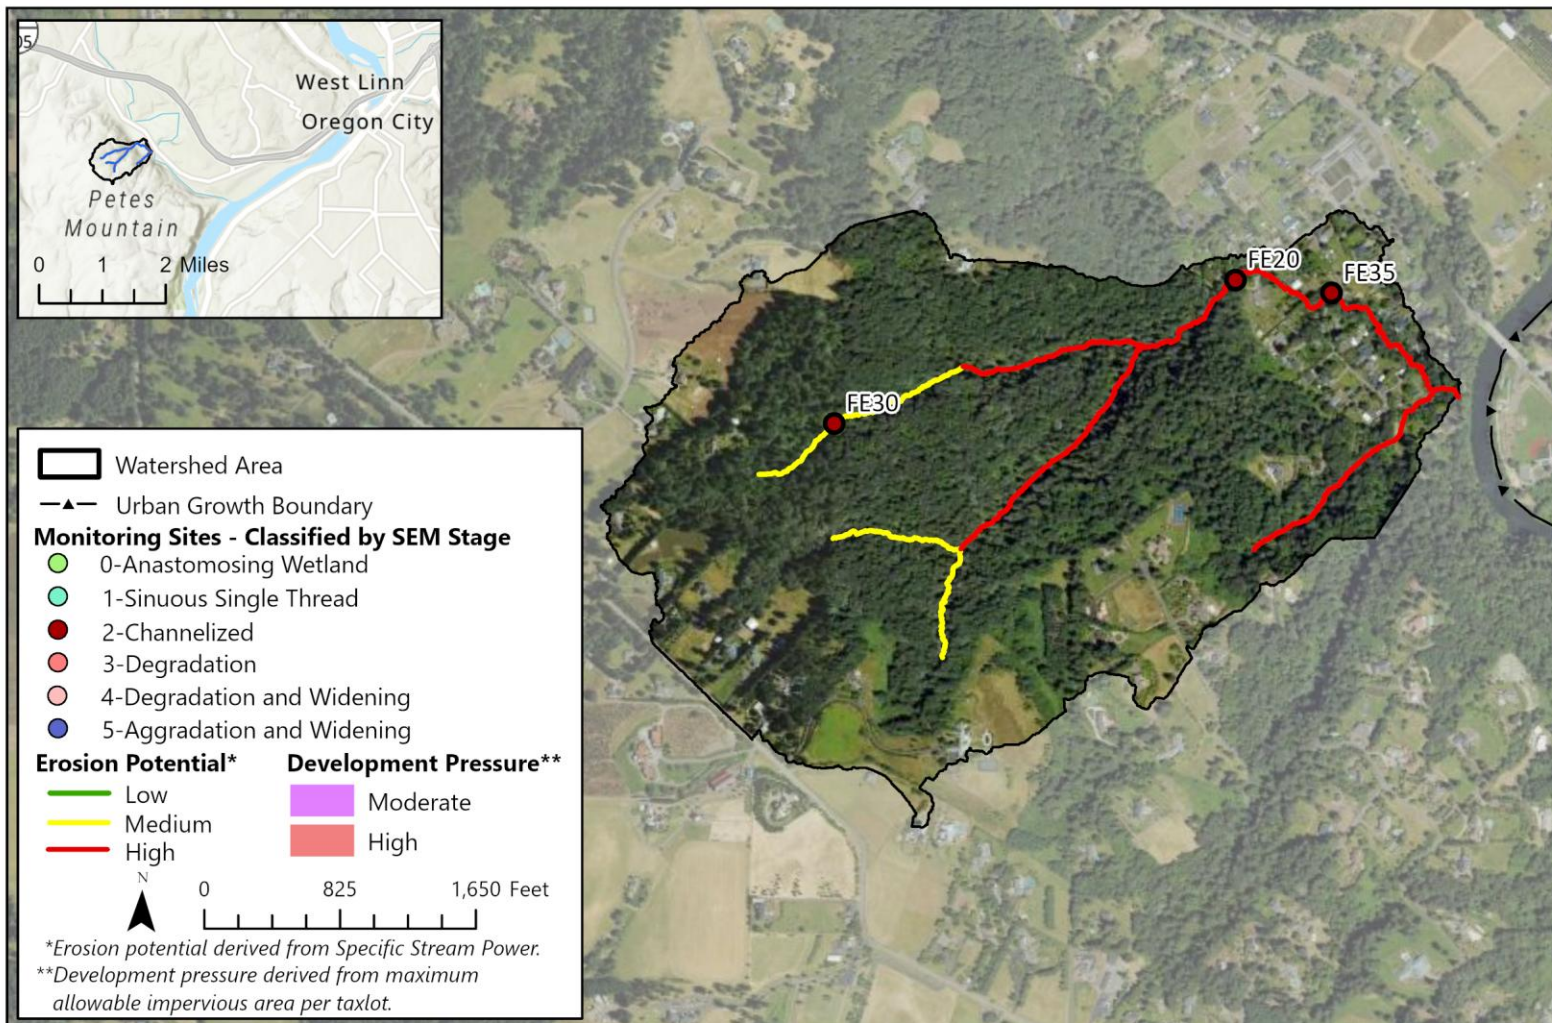 05
West Linn
Oregon City
Petes
Mountain
0 1 2 Miles
FE20
FE35
FE30
Watershed Area
Urban Growth Boundary
Monitoring Sites - Classified by SEM Stage
0-Anastomosing Wetland
1-Sinuous Single Thread
2-Channelized
3-Degradation
4-Degradation and Widening
5-Aggradation and Widening
Erosion Potential* Development Pressure**
Low
Medium
High
Moderate
High
N
0 825 1,650 Feet
*Erosion potential derived from Specific Stream Power.
**Development pressure derived from maximum
allowable impervious area per taxlot.